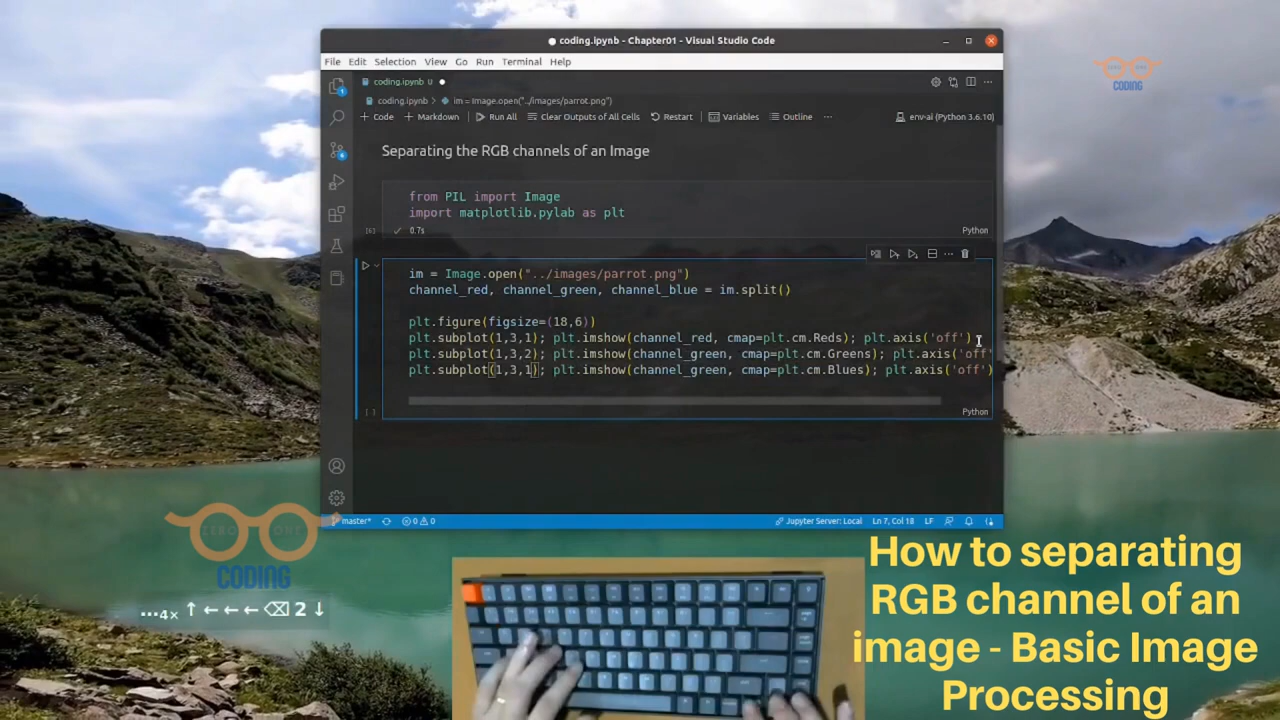 coding.ipynb - Chapter01 - Visual Studio Code
File Edit Selection View Go Run Terminal Help
coding.ipynb U
coding.ipynb > im = Image.open("../images/parrot.png")
+ Code + Markdown Run All Clear Outputs of All Cells Restart Variables Outline ... env-ai (Python 3.6.10)
Separating the RGB channels of an Image
from PIL import Image
import matplotlib.pylab as plt
[6] 0.7s Python
im = Image.open("../images/parrot.png")
channel_red, channel_green, channel_blue = im.split()
plt.figure(figsize=(18,6))
plt.subplot(1,3,1); plt.imshow(channel_red, cmap=plt.cm.Reds); plt.axis('off')
plt.subplot(1,3,2); plt.imshow(channel_green, cmap=plt.cm.Greens); plt.axis('off'
plt.subplot(1,3,1); plt.imshow(channel_green, cmap=plt.cm.Blues); plt.axis('off')
[ ] Python
master* 0 0 Jupyter Server: Local Ln 7, Col 18 LF
CODING
ZERO ONE
CODING
...4x ↑ ← ← ← ⌫ 2 ↓
How to separating
RGB channel of an
image - Basic Image
Processing